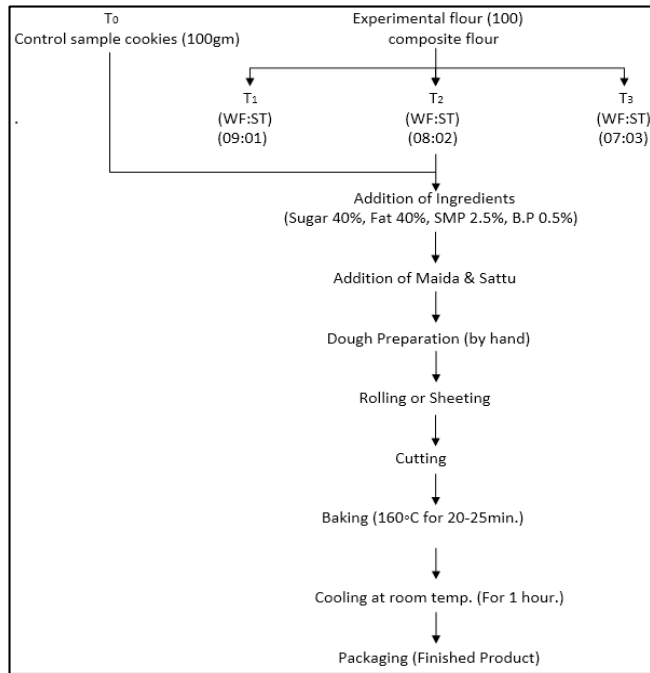 T₀
Control sample cookies (100gm)
Experimental flour (100)
composite flour
T₁
(WF:ST)
(09:01)
T₂
(WF:ST)
(08:02)
T₃
(WF:ST)
(07:03)
.
Addition of Ingredients
(Sugar 40%, Fat 40%, SMP 2.5%, B.P 0.5%)
Addition of Maida & Sattu
Dough Preparation (by hand)
Rolling or Sheeting
Cutting
Baking (160◦C for 20-25min.)
Cooling at room temp. (For 1 hour.)
Packaging (Finished Product)